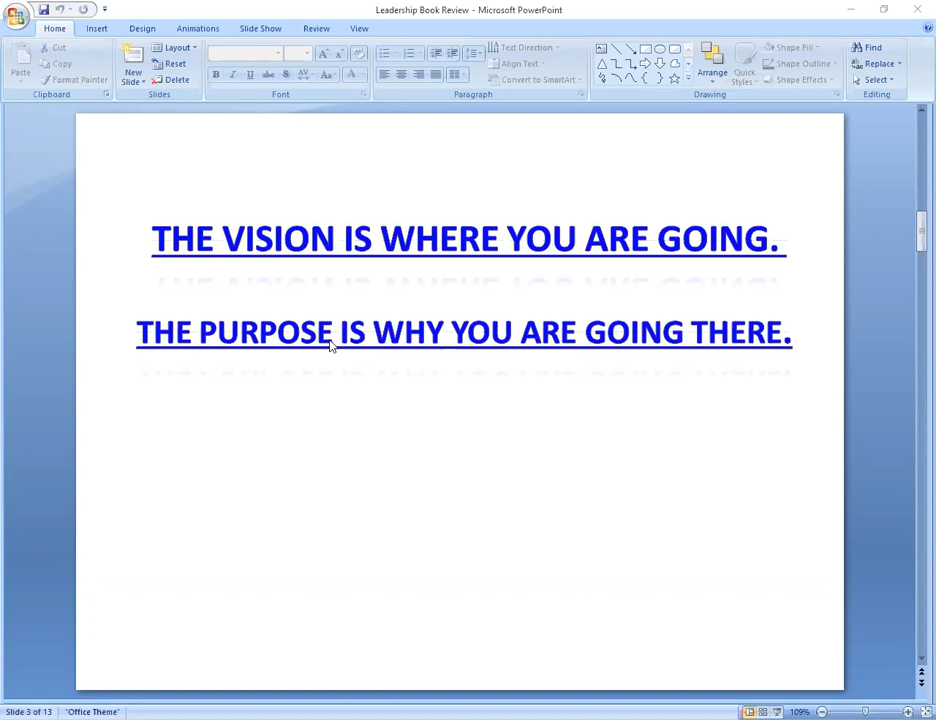 Leadership Book Review - Microsoft PowerPoint
Home Insert Design Animations Slide Show Review View
Paste
Cut
Copy
Format Painter
Clipboard
New Slide
Layout
Reset
Delete
Slides
B I U abc S AV Aa A
Font
Text Direction
Align Text
Convert to SmartArt
Paragraph
Arrange
Quick Styles
Shape Fill
Shape Outline
Shape Effects
Drawing
Find
Replace
Select
Editing
THE VISION IS WHERE YOU ARE GOING.
THE PURPOSE IS WHY YOU ARE GOING THERE.
Slide 3 of 13 "Office Theme" 109%